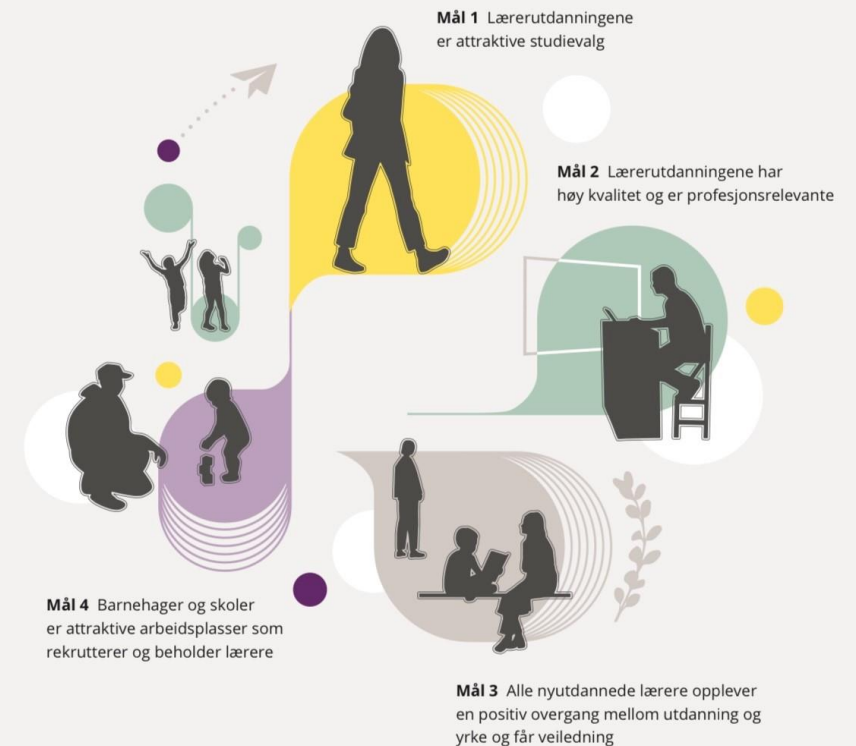 Mål 1 Lærerutdanningene
er attraktive studievalg
Mål 2 Lærerutdanningene har
høy kvalitet og er profesjonsrelevante
Mål 3 Alle nyutdannede lærere opplever
en positiv overgang mellom utdanning og
yrke og får veiledning
Mål 4 Barnehager og skoler
er attraktive arbeidsplasser som
rekrutterer og beholder lærere